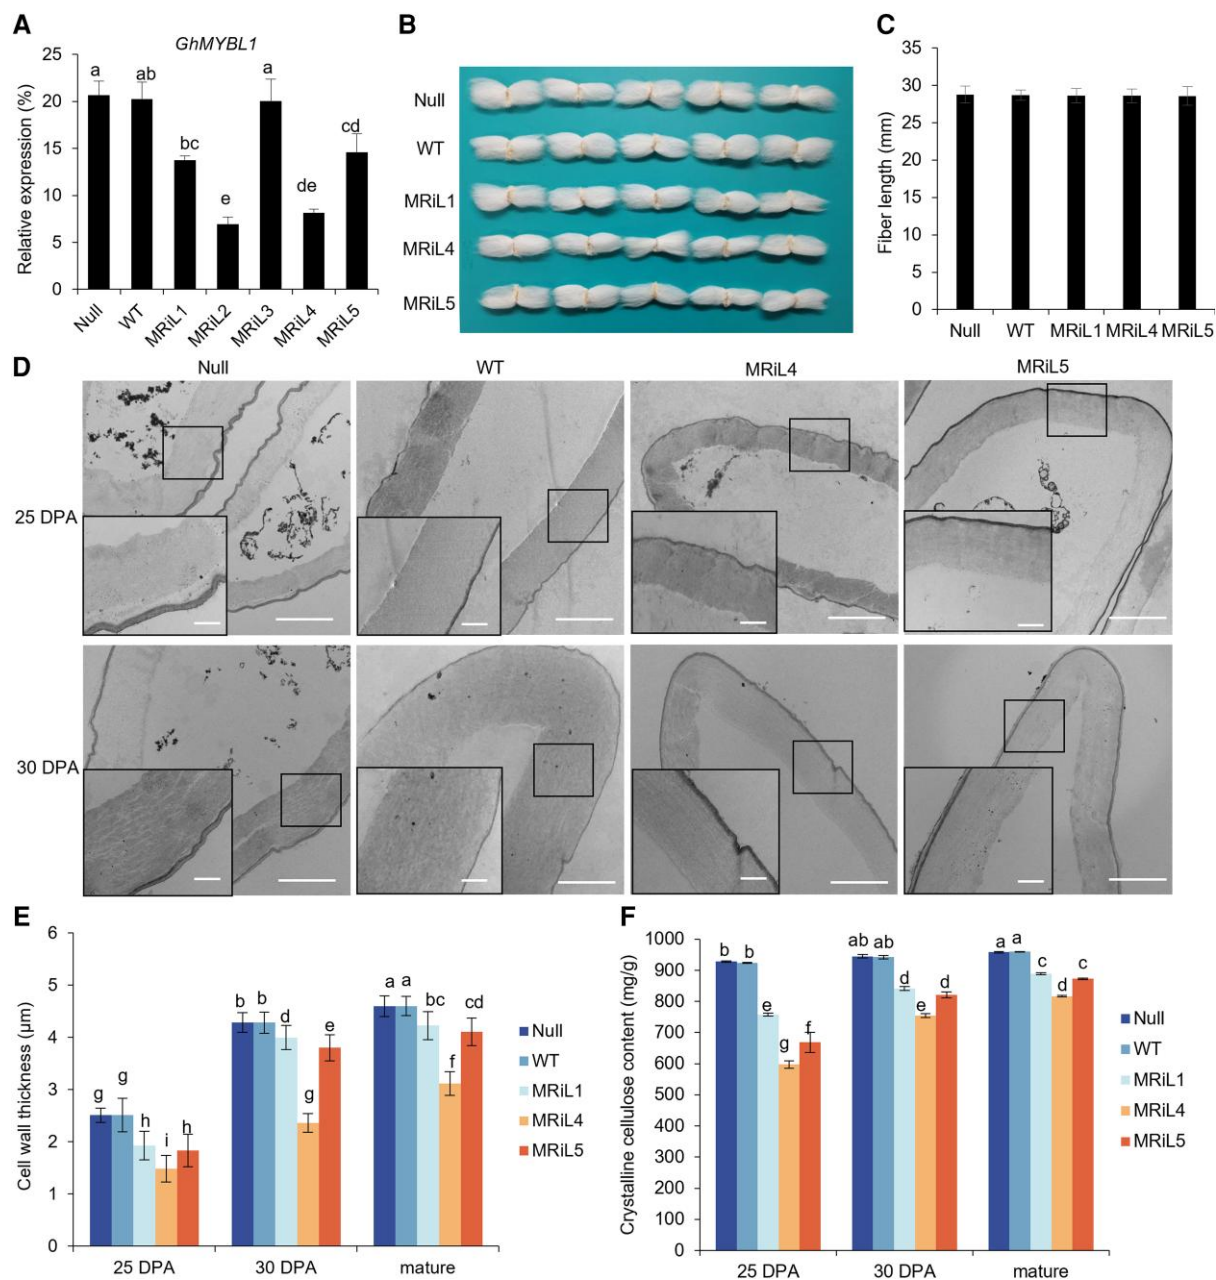 A
GhMYBL1
Relative expression (%)
25
20
15
10
5
0
a
ab
bc
e
a
de
cd
Null
WT
MRiL1
MRiL2
MRiL3
MRiL4
MRiL5
B
Null
WT
MRiL1
MRiL4
MRiL5
C
Fiber length (mm)
35
30
25
20
15
10
5
0
Null WT MRiL1 MRiL4 MRiL5
D
Null WT MRiL4 MRiL5
25 DPA
30 DPA
E
Cell wall thickness (µm)
6
5
4
3
2
1
0
g g h i h
b b d g e
a a bc f cd
25 DPA 30 DPA mature
Null
WT
MRiL1
MRiL4
MRiL5
F
Crystalline cellulose content (mg/g)
1000
900
800
700
600
500
400
300
200
100
0
b b e g f
ab ab d e d
a a c d c
25 DPA 30 DPA mature
Null
WT
MRiL1
MRiL4
MRiL5